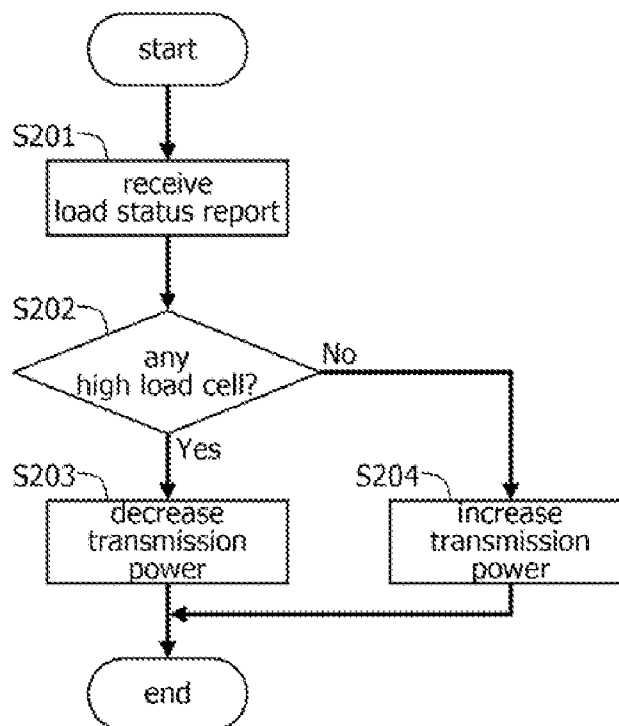 start
S201
receive
load status report
S202
any
high load cell?
No
Yes
S203
decrease
transmission
power
S204
increase
transmission
power
end